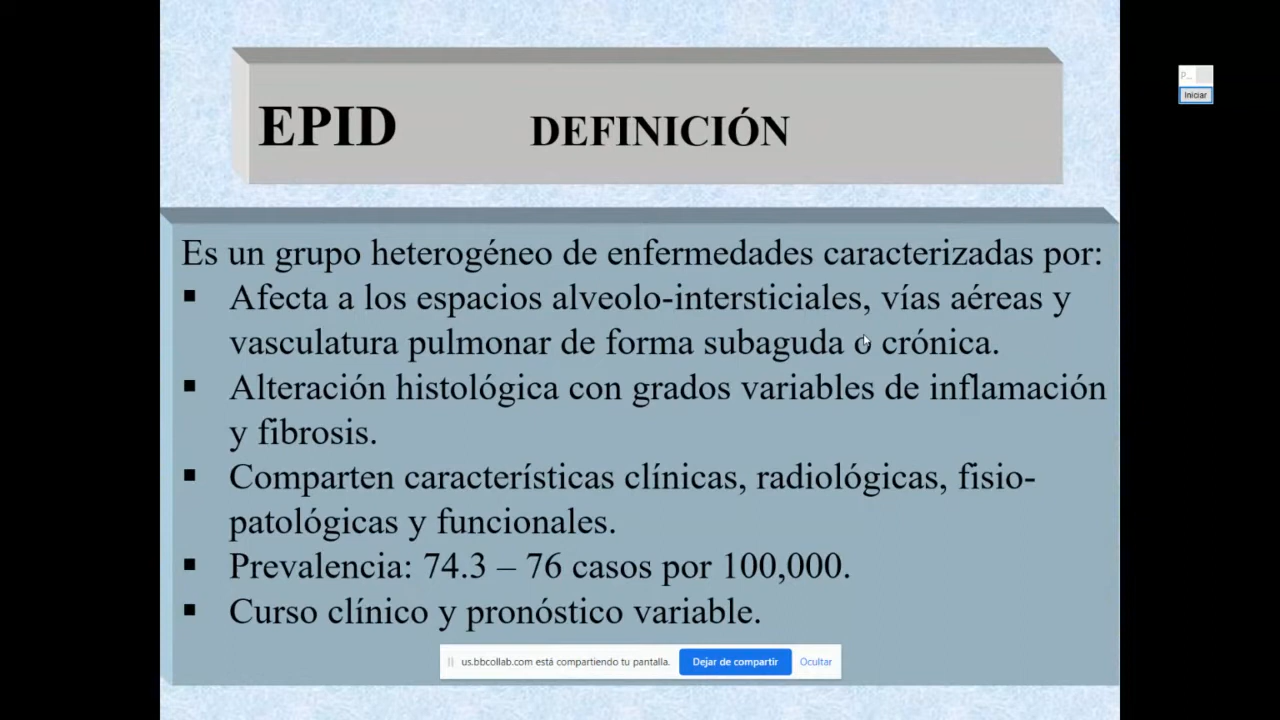 EPID DEFINICIÓN
P...
Iniciar
Es un grupo heterogéneo de enfermedades caracterizadas por:
▪ Afecta a los espacios alveolo-intersticiales, vías aéreas y
vasculatura pulmonar de forma subaguda o crónica.
▪ Alteración histológica con grados variables de inflamación
y fibrosis.
▪ Comparten características clínicas, radiológicas, fisio-
patológicas y funcionales.
▪ Prevalencia: 74.3 – 76 casos por 100,000.
▪ Curso clínico y pronóstico variable.
us.bbcollab.com está compartiendo tu pantalla. Dejar de compartir Ocultar